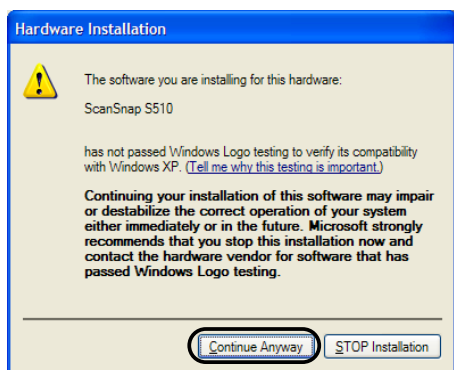 Hardware Installation
The software you are installing for this hardware:
ScanSnap S510
has not passed Windows Logo testing to verify its compatibility
with Windows XP. (Tell me why this testing is important.)
Continuing your installation of this software may impair
or destabilize the correct operation of your system
either immediately or in the future. Microsoft strongly
recommends that you stop this installation now and
contact the hardware vendor for software that has
passed Windows Logo testing.
Continue Anyway
STOP Installation